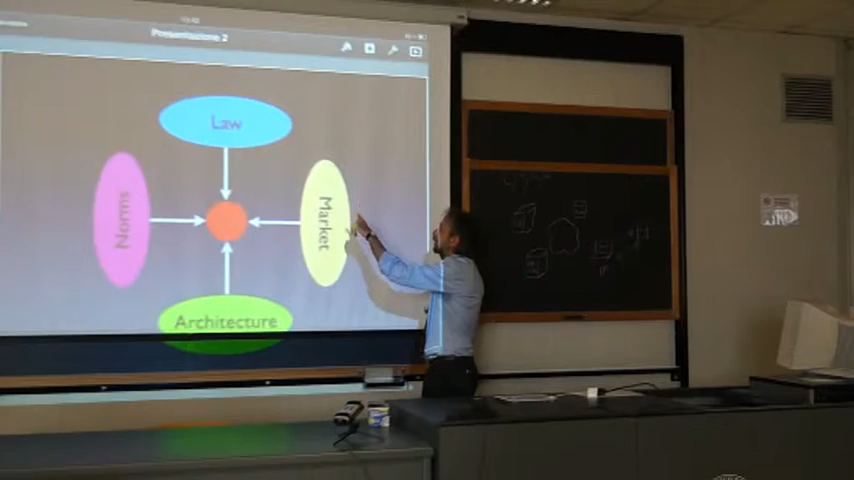 Presentazione 2
Law
Norms
Market
Architecture